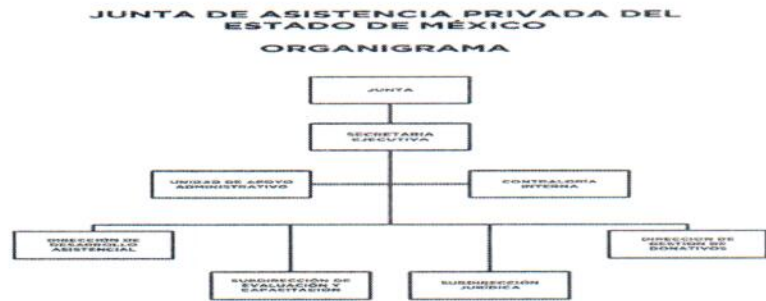 JUNTA DE ASISTENCIA PRIVADA DEL
ESTADO DE MÉXICO
ORGANIGRAMA
JUNTA
SECRETARIA
EJECUTIVA
UNIDAD DE APOYO
ADMINISTRATIVO
CONTRALORÍA
INTERNA
DIRECCIÓN DE
DESARROLLO
ASISTENCIAL
DIRECCION DE
GESTIÓN DE
DONATIVOS
SUBDIRECCIÓN DE
EVALUACIÓN Y
CAPACITACIÓN
SUBDIRECCIÓN
JURÍDICA